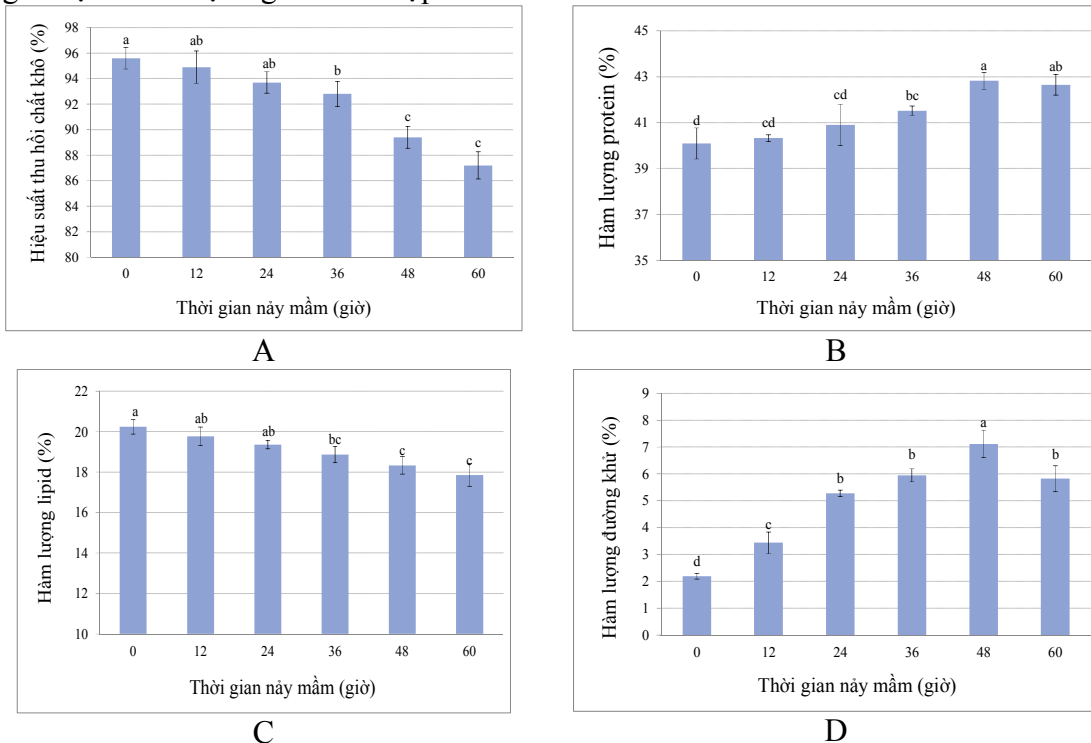 Hiệu suất thu hồi chất khô (%)
98
96
94
92
90
88
86
84
82
80
a
ab
ab
b
c
c
0 12 24 36 48 60
Thời gian nảy mầm (giờ)
A
Hàm lượng protein (%)
45
43
41
39
37
35
d
cd
cd
bc
a
ab
0 12 24 36 48 60
Thời gian nảy mầm (giờ)
B
Hàm lượng lipid (%)
22
20
18
16
14
12
10
a
ab
ab
bc
c
c
0 12 24 36 48 60
Thời gian nảy mầm (giờ)
C
Hàm lượng đường khử (%)
9
8
7
6
5
4
3
2
1
0
d
c
b
b
a
b
0 12 24 36 48 60
Thời gian nảy mầm (giờ)
D